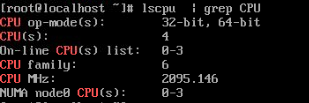 [root@localhost ~]# lscpu | grep CPU
CPU op-mode(s): 32-bit, 64-bit
CPU(s): 4
On-line CPU(s) list: 0-3
CPU family: 6
CPU MHz: 2095.146
NUMA node0 CPU(s): 0-3